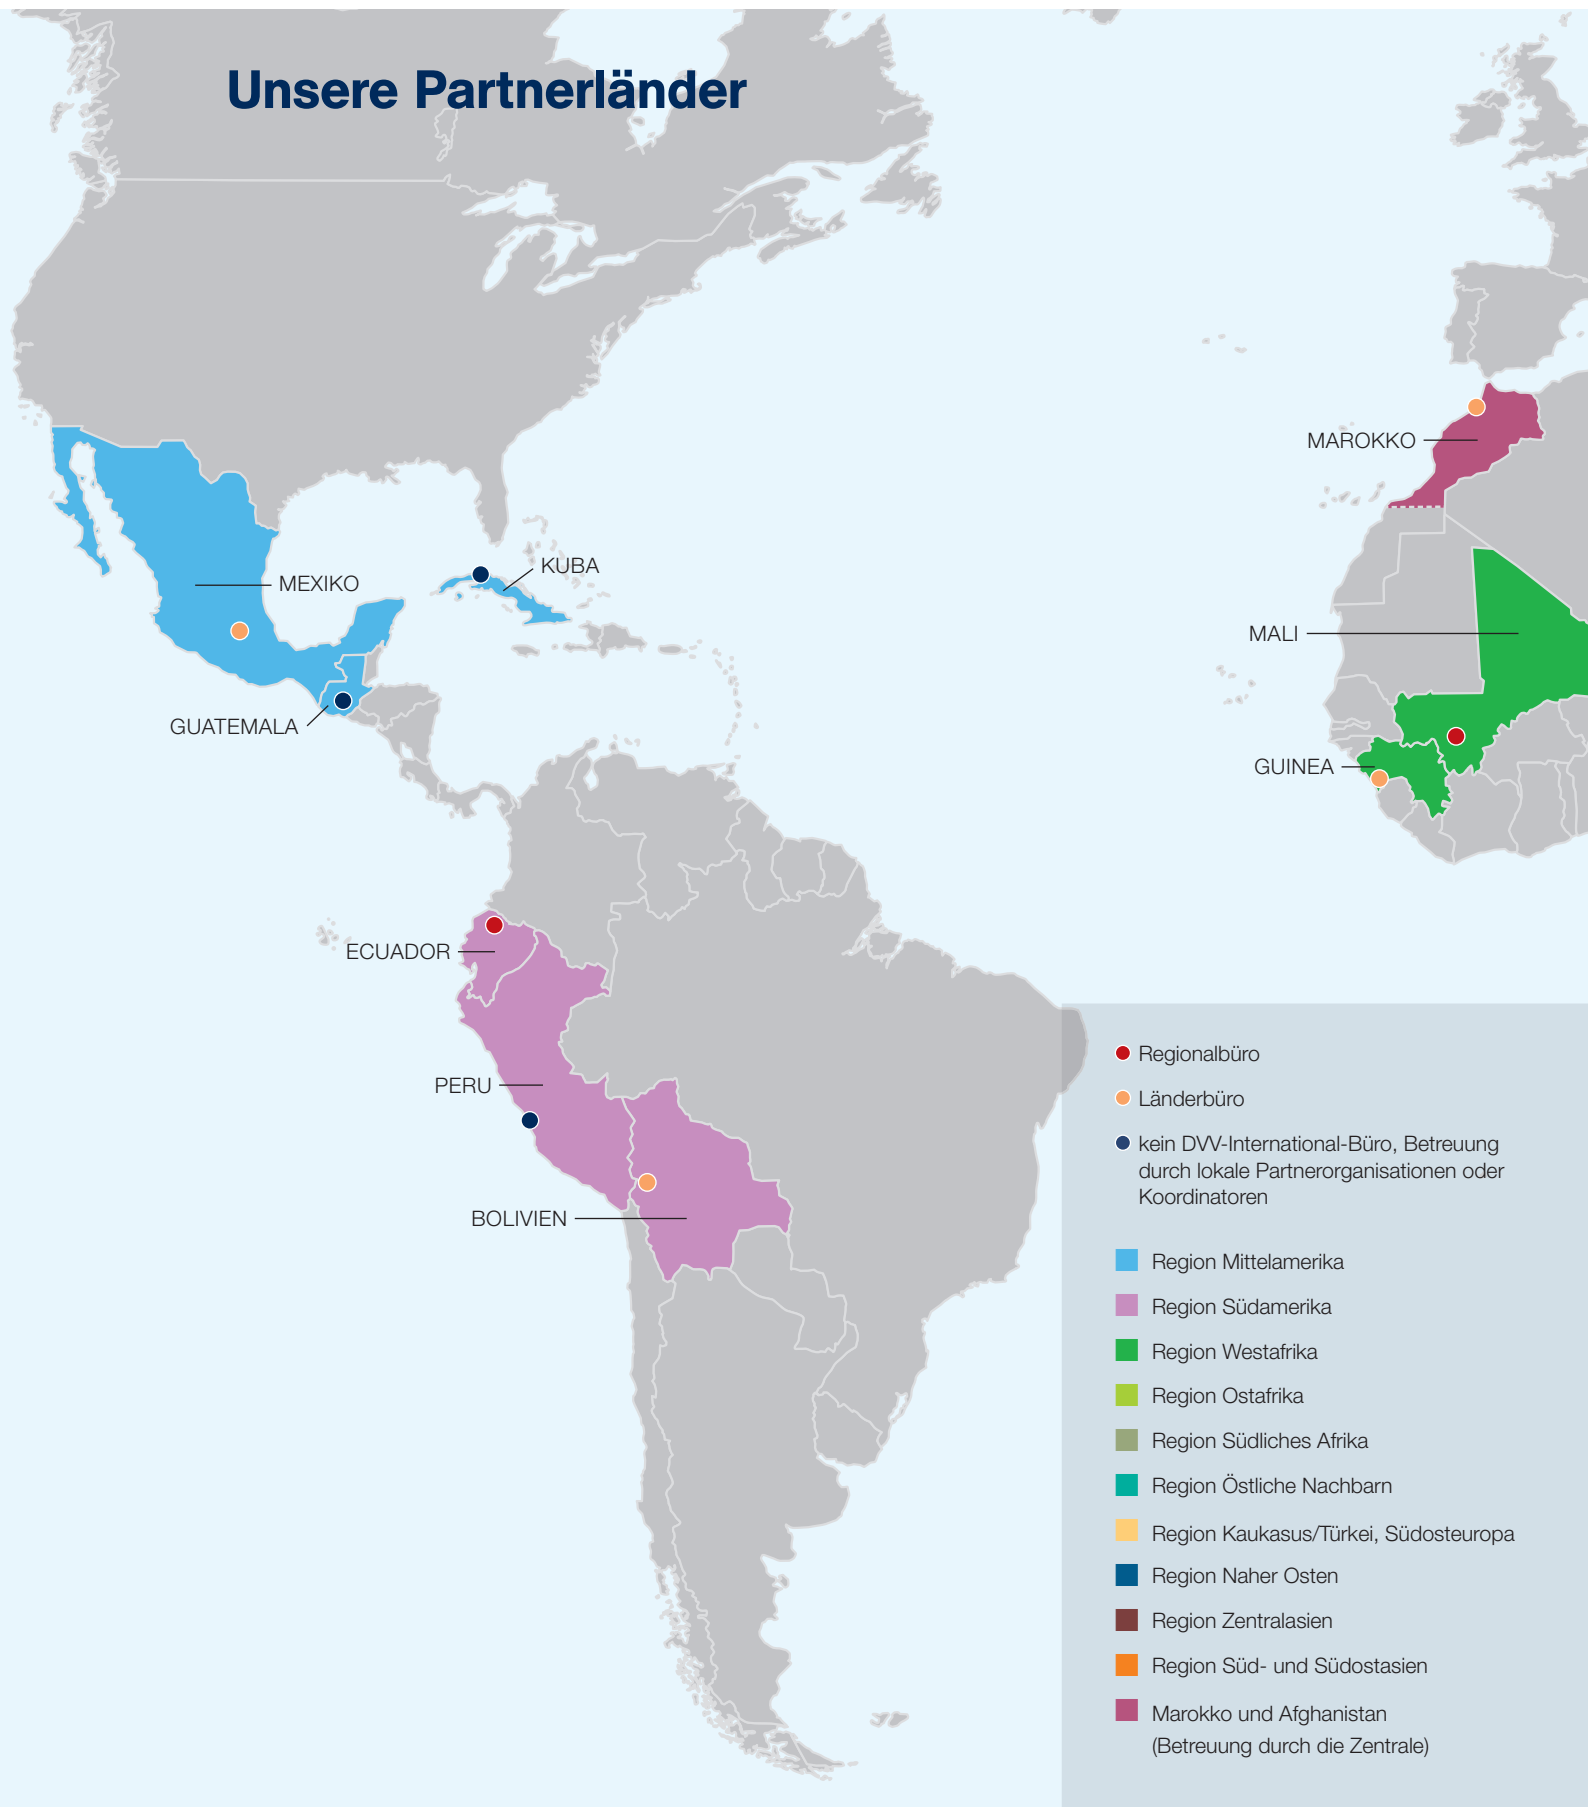 Unsere Partnerländer
MAROKKO
KUBA
MEXIKO
MALI
GUATEMALA
GUINEA
ECUADOR
PERU
BOLIVIEN
Regionalbüro
Länderbüro
kein DVV-International-Büro, Betreuung
durch lokale Partnerorganisationen oder
Koordinatoren
Region Mittelamerika
Region Südamerika
Region Westafrika
Region Ostafrika
Region Südliches Afrika
Region Östliche Nachbarn
Region Kaukasus/Türkei, Südosteuropa
Region Naher Osten
Region Zentralasien
Region Süd- und Südostasien
Marokko und Afghanistan
(Betreuung durch die Zentrale)